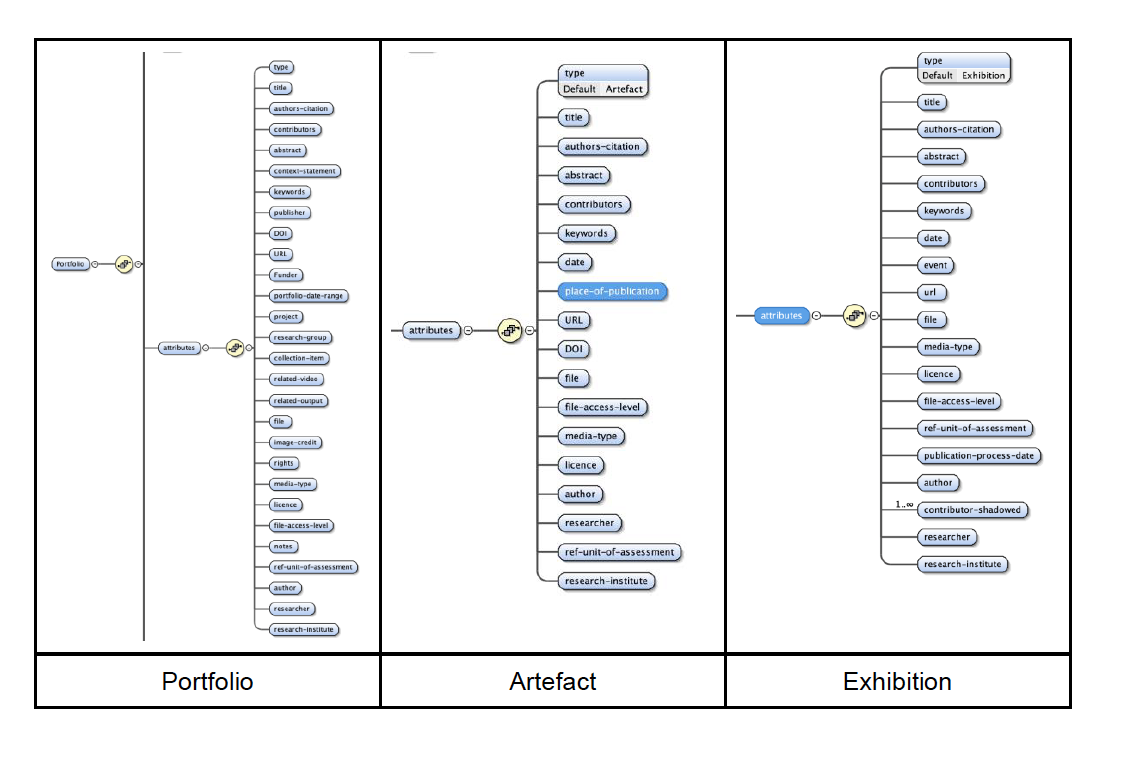 Portfolio
attributes
type
title
authors-citation
contributors
abstract
context-statement
keywords
publisher
DOI
URL
Funder
portfolio-date-range
project
research-group
collection-item
related-video
related-output
file
image-credit
rights
media-type
licence
file-access-level
notes
ref-unit-of-assessment
author
researcher
research-institute
attributes
type
Default Artefact
title
authors-citation
abstract
contributors
keywords
date
place-of-publication
URL
DOI
file
file-access-level
media-type
licence
author
researcher
ref-unit-of-assessment
research-institute
attributes
type
Default Exhibition
title
authors-citation
abstract
contributors
keywords
date
event
url
file
media-type
licence
file-access-level
ref-unit-of-assessment
publication-process-date
author
1..∞ contributor-shadowed
researcher
research-institute
Portfolio
Artefact
Exhibition